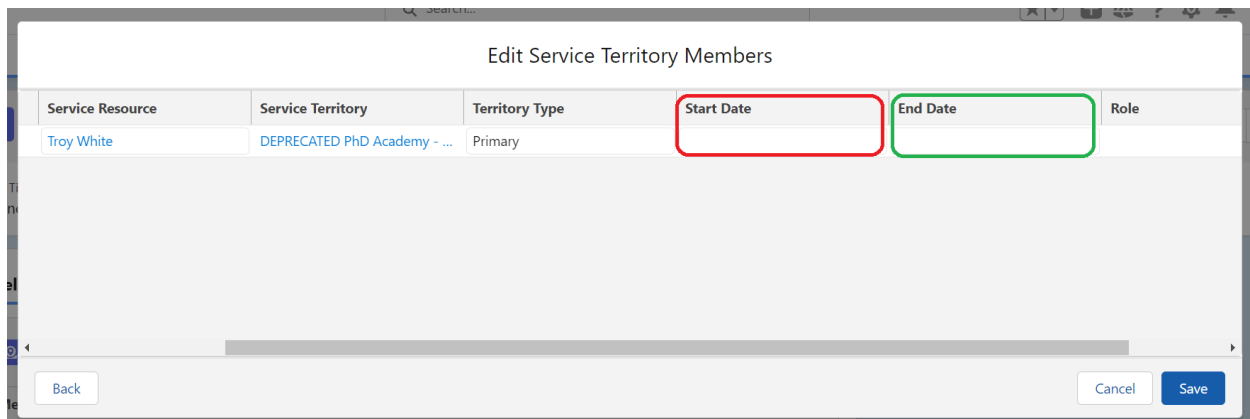 Search...
Edit Service Territory Members
Service Resource Service Territory Territory Type Start Date End Date Role
Troy White DEPRECATED PhD Academy - ... Primary
Back Cancel Save